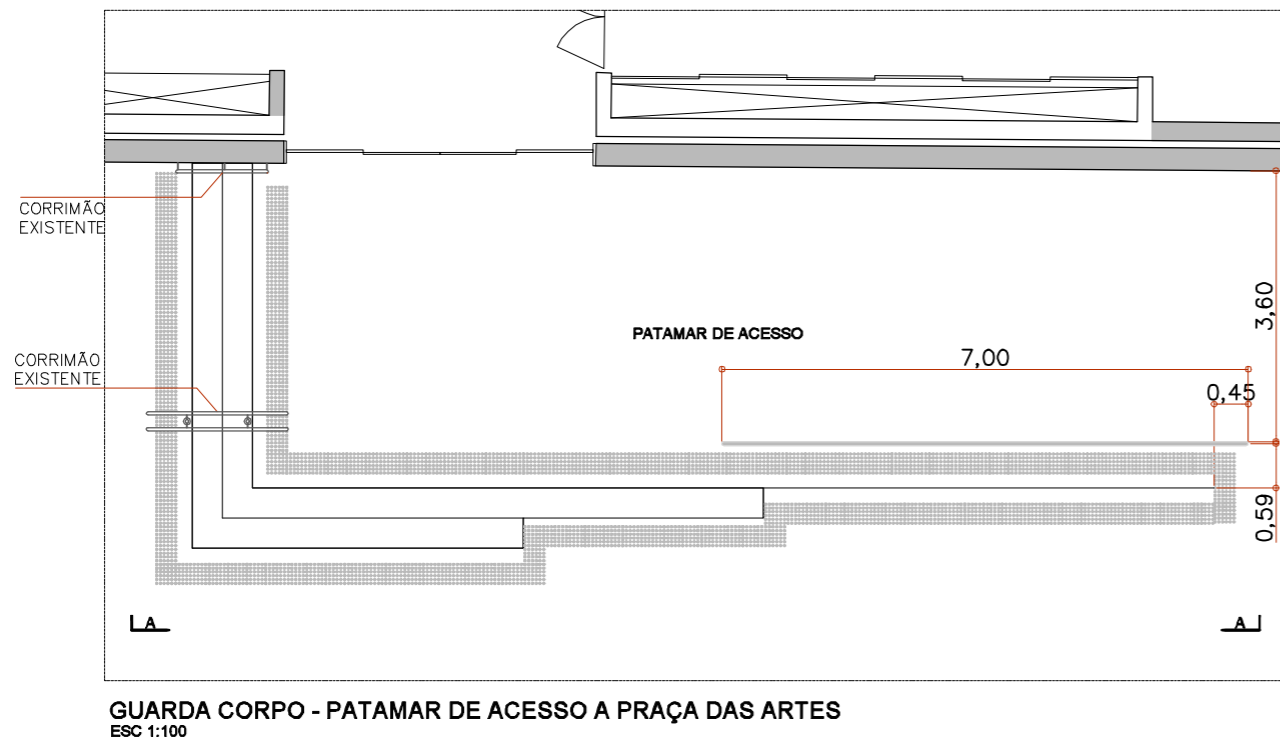 CORRIMÃO
EXISTENTE
3,60
PATAMAR DE ACESSO
CORRIMÃO
EXISTENTE
7,00
0,45
0,59
A
A
GUARDA CORPO - PATAMAR DE ACESSO A PRAÇA DAS ARTES
ESC 1:100